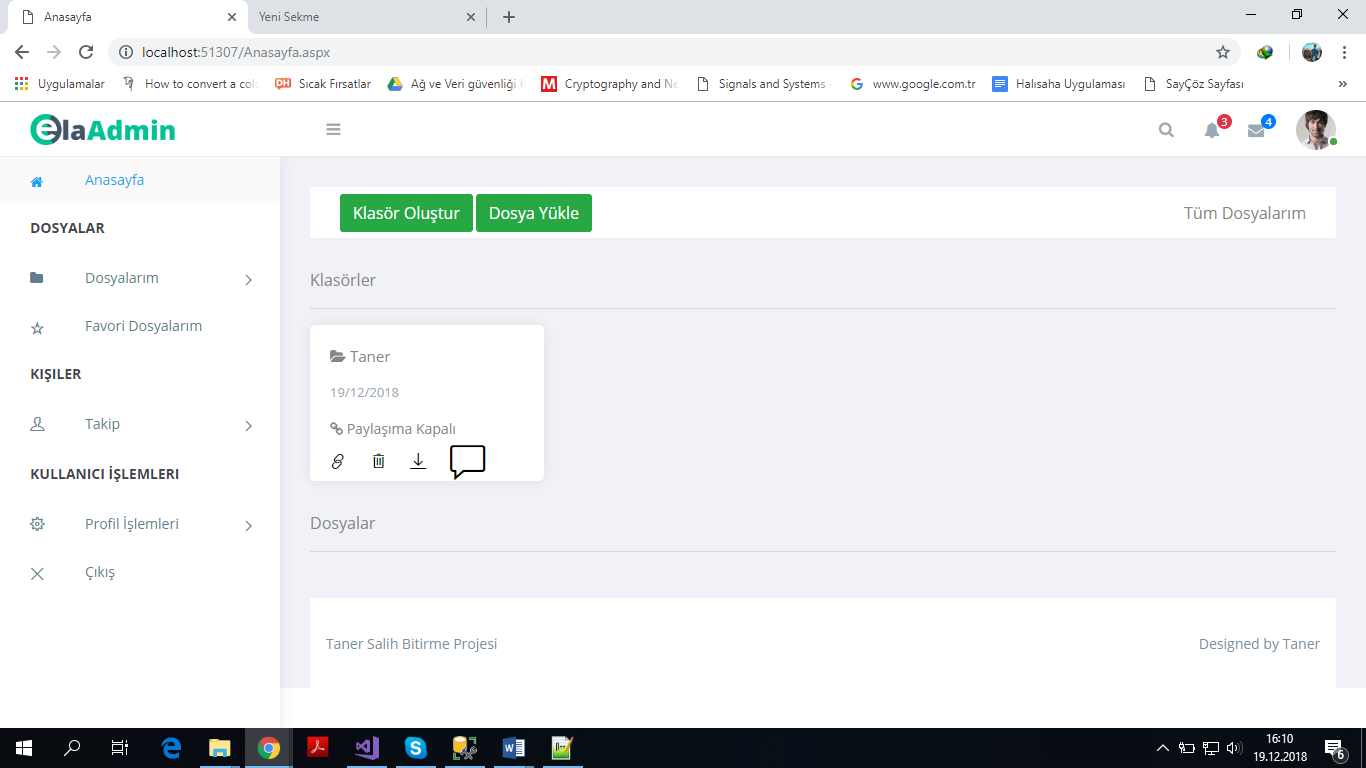 Anasayfa
Yeni Sekme
localhost:51307/Anasayfa.aspx
Uygulamalar
How to convert a col
DH Sıcak Fırsatlar
Ağ ve Veri güvenliği
M Cryptography and Ne
Signals and Systems
www.google.com.tr
Halısaha Uygulaması
SayÇöz Sayfası
elaAdmin
3
4
Anasayfa
DOSYALAR
Dosyalarım
Favori Dosyalarım
KIŞILER
Takip
KULLANICI İŞLEMLERI
Profil İşlemleri
Çıkış
Klasör Oluştur
Dosya Yükle
Tüm Dosyalarım
Klasörler
Taner
19/12/2018
Paylaşıma Kapalı
Dosyalar
Taner Salih Bitirme Projesi
Designed by Taner
16:10
19.12.2018
6